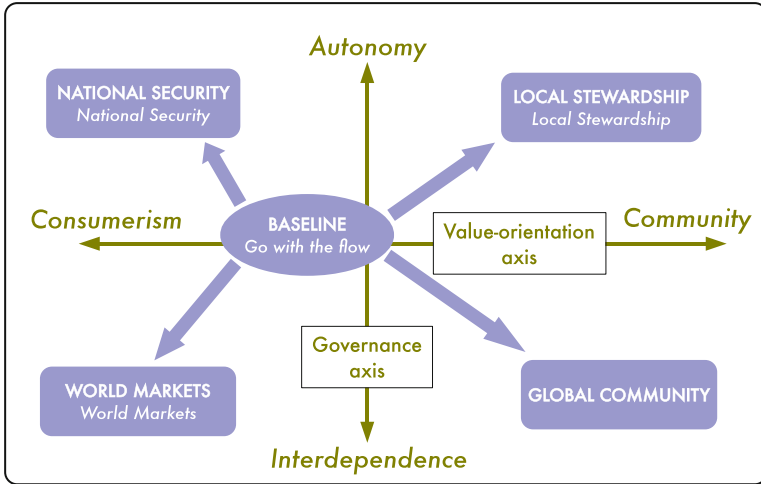 Autonomy
NATIONAL SECURITY
National Security
LOCAL STEWARDSHIP
Local Stewardship
Consumerism
BASELINE
Go with the flow
Value-orientation
axis
Community
Governance
axis
WORLD MARKETS
World Markets
GLOBAL COMMUNITY
Interdependence